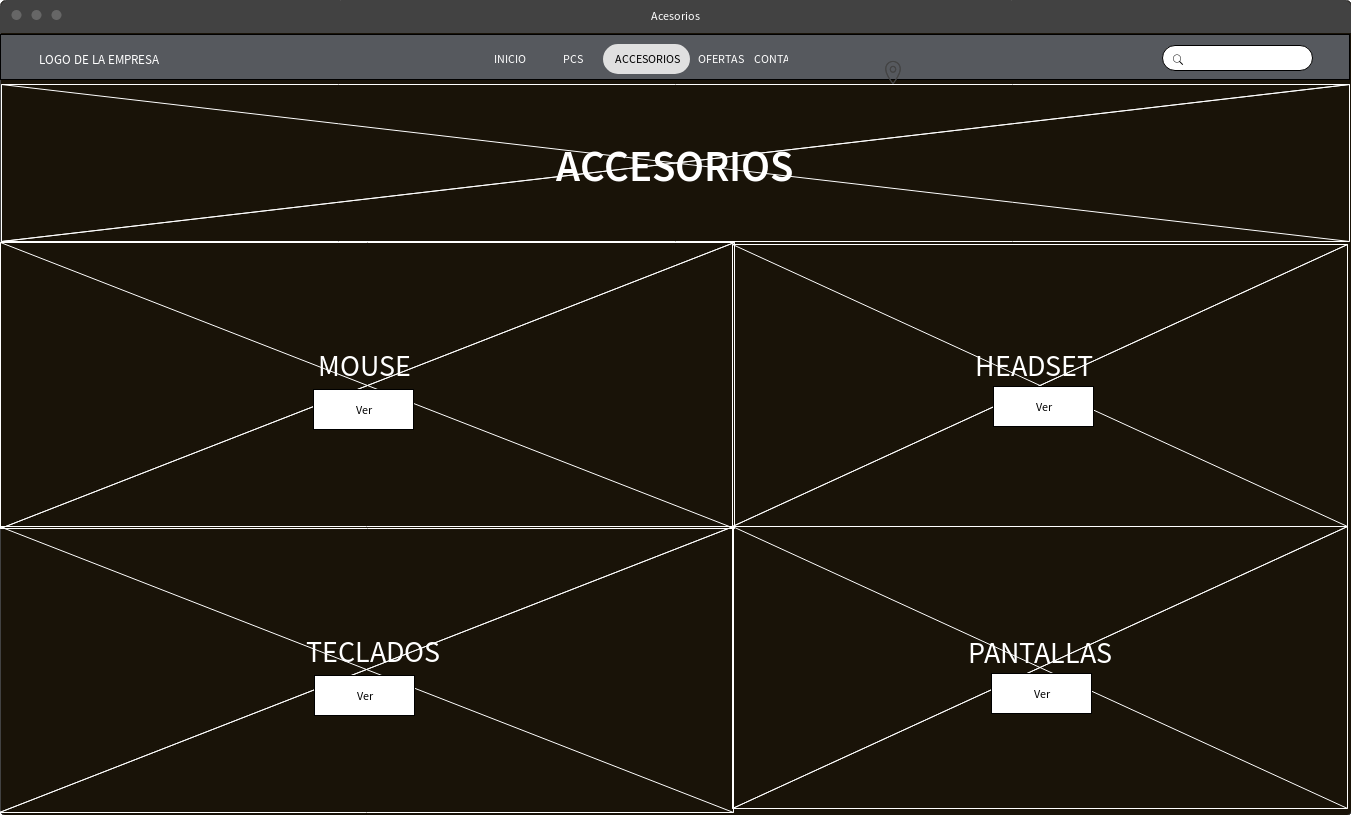 Acesorios
LOGO DE LA EMPRESA
INICIO PCS ACCESORIOS OFERTAS CONTA
ACCESORIOS
MOUSE
Ver
HEADSET
Ver
TECLADOS
Ver
PANTALLAS
Ver